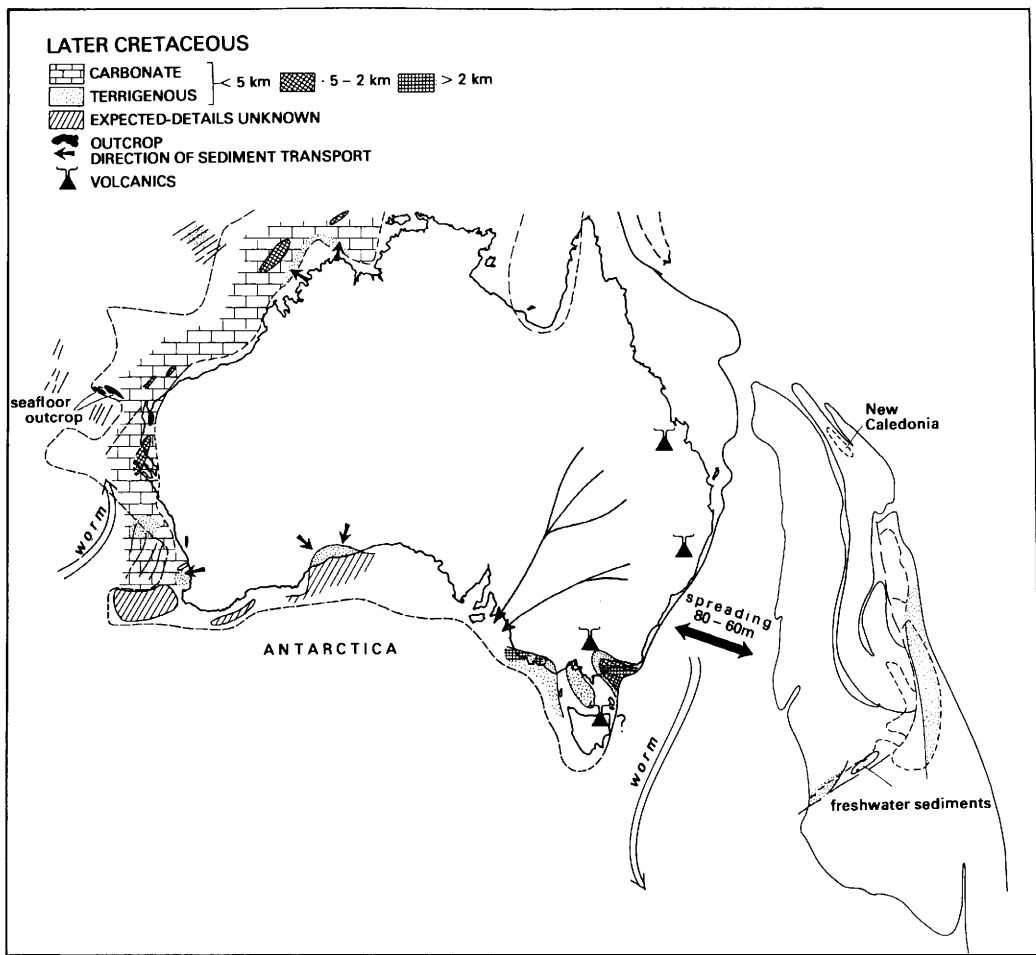 LATER CRETACEOUS
CARBONATE
TERRIGENOUS
< 5 km · 5 – 2 km > 2 km
EXPECTED-DETAILS UNKNOWN
OUTCROP
DIRECTION OF SEDIMENT TRANSPORT
VOLCANICS
seafloor
outcrop
New
Caledonia
worm
spreading
80 – 60m
ANTARCTICA
?
worm
freshwater sediments